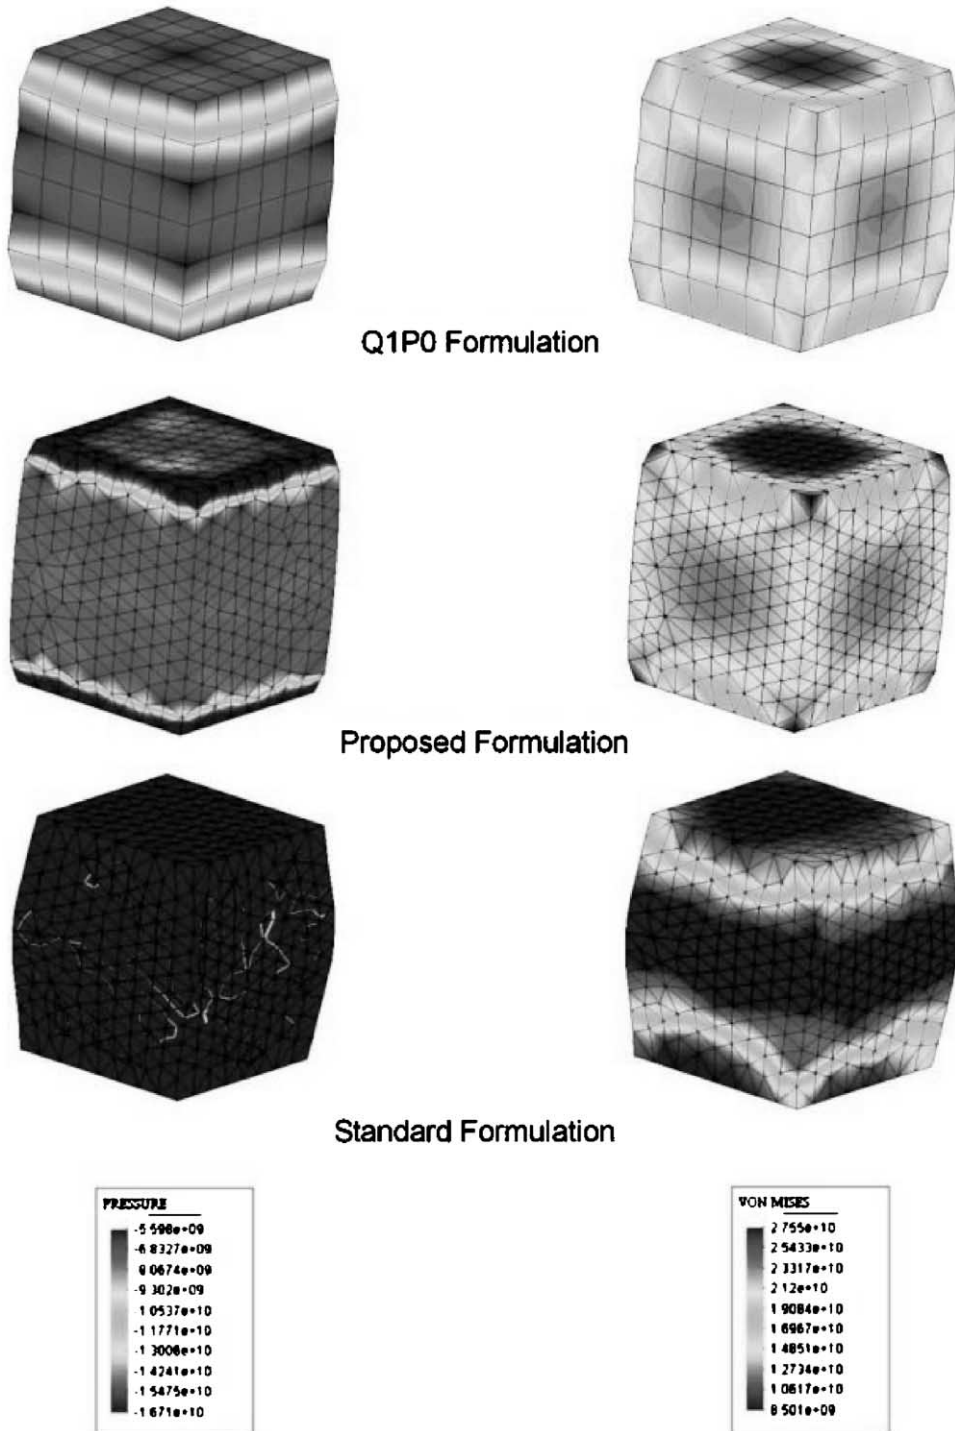 Q1P0 Formulation
Proposed Formulation
Standard Formulation
PRESSURE
-5 598e+09
-6 8327e+09
8 0674e+09
-9 302e+09
1 0537e+10
-1 1771e+10
-1 3006e+10
-1 4241e+10
-1 5475e+10
-1 671e+10
VON MISES
2 755e+10
2 5433e+10
2 3317e+10
2 12e+10
1 9084e+10
1 6967e+10
1 4851e+10
1 2734e+10
1 0617e+10
8 501e+09